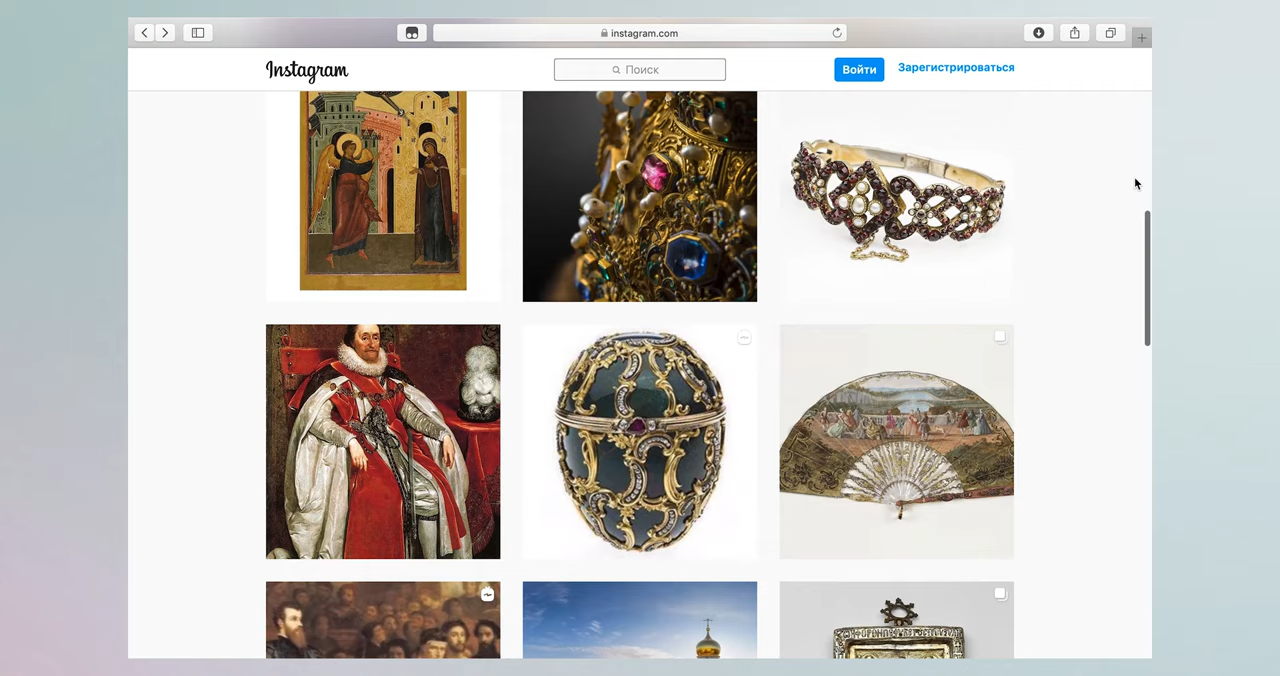 instagram.com
Instagram
Поиск
Войти
Зарегистрироваться